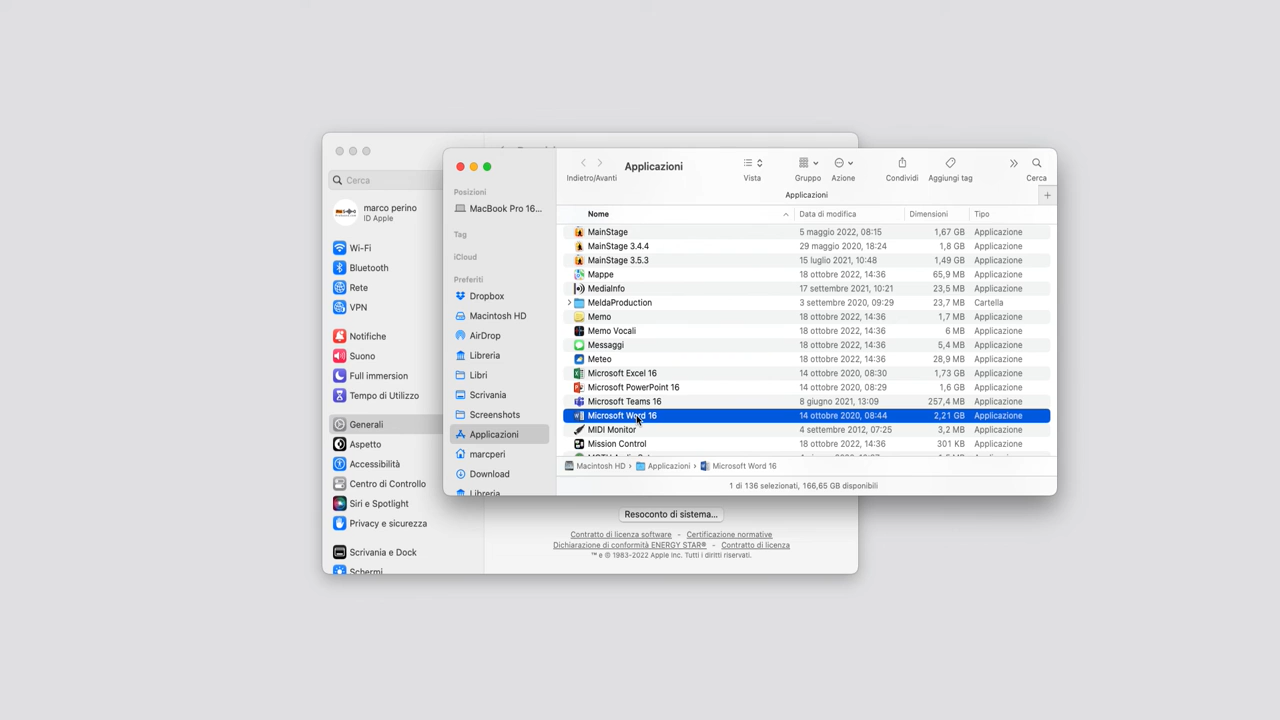 Cerca
marco perino
ID Apple
Wi-Fi
Bluetooth
Rete
VPN
Notifiche
Suono
Full immersion
Tempo di Utilizzo
Generali
Aspetto
Accessibilità
Centro di Controllo
Siri e Spotlight
Privacy e sicurezza
Scrivania e Dock
Schermi
Posizioni
MacBook Pro 16...
Tag
iCloud
Preferiti
Dropbox
Macintosh HD
AirDrop
Libreria
Libri
Scrivania
Screenshots
Applicazioni
marcperi
Download
Libreria
Applicazioni
Indietro/Avanti
Vista
Gruppo
Azione
Condividi
Aggiungi tag
Cerca
Applicazioni
Nome Data di modifica Dimensioni Tipo
MainStage 5 maggio 2022, 08:15 1,67 GB Applicazione
MainStage 3.4.4 29 maggio 2020, 18:24 1,8 GB Applicazione
MainStage 3.5.3 15 luglio 2021, 10:48 1,49 GB Applicazione
Mappe 18 ottobre 2022, 14:36 65,9 MB Applicazione
MediaInfo 17 settembre 2021, 10:21 23,5 MB Applicazione
MeldaProduction 3 settembre 2020, 09:29 23,7 MB Cartella
Memo 18 ottobre 2022, 14:36 1,7 MB Applicazione
Memo Vocali 18 ottobre 2022, 14:36 6 MB Applicazione
Messaggi 18 ottobre 2022, 14:36 5,4 MB Applicazione
Meteo 18 ottobre 2022, 14:36 28,9 MB Applicazione
Microsoft Excel 16 14 ottobre 2020, 08:30 1,73 GB Applicazione
Microsoft PowerPoint 16 14 ottobre 2020, 08:29 1,6 GB Applicazione
Microsoft Teams 16 8 giugno 2021, 13:09 257,4 MB Applicazione
Microsoft Word 16 14 ottobre 2020, 08:44 2,21 GB Applicazione
MIDI Monitor 4 settembre 2012, 07:25 3,2 MB Applicazione
Mission Control 18 ottobre 2022, 14:36 301 KB Applicazione
Macintosh HD › Applicazioni › Microsoft Word 16
1 di 136 selezionati, 166,65 GB disponibili
Resoconto di sistema...
Contratto di licenza software - Certificazione normative
Dichiarazione di conformità ENERGY STAR® - Contratto di licenza
™ e © 1983-2022 Apple Inc. Tutti i diritti riservati.